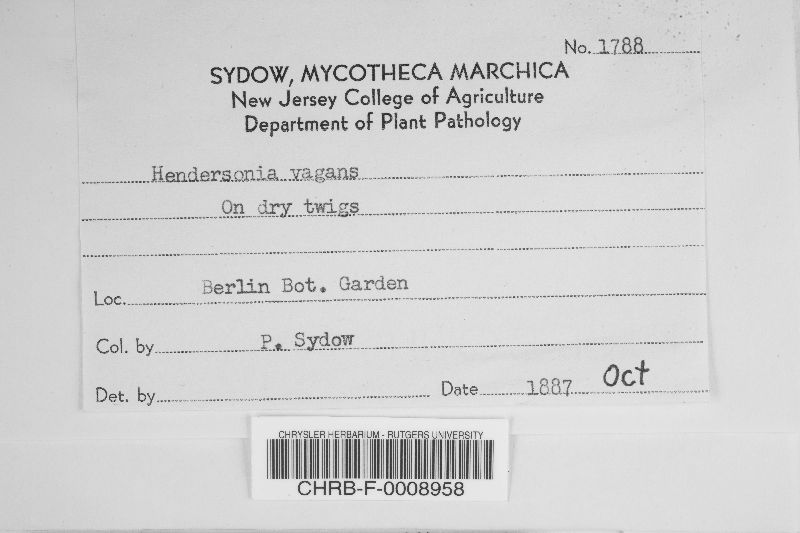 No. 1788
SYDOW, MYCOTHECA MARCHICA
New Jersey College of Agriculture
Department of Plant Pathology
Hendersonia vagans
On dry twigs
Loc. Berlin Bot. Garden
Col. by P. Sydow
Det. by Date 1887 Oct
CHRYSLER HERBARIUM - RUTGERS UNIVERSITY
CHRB-F-0008958